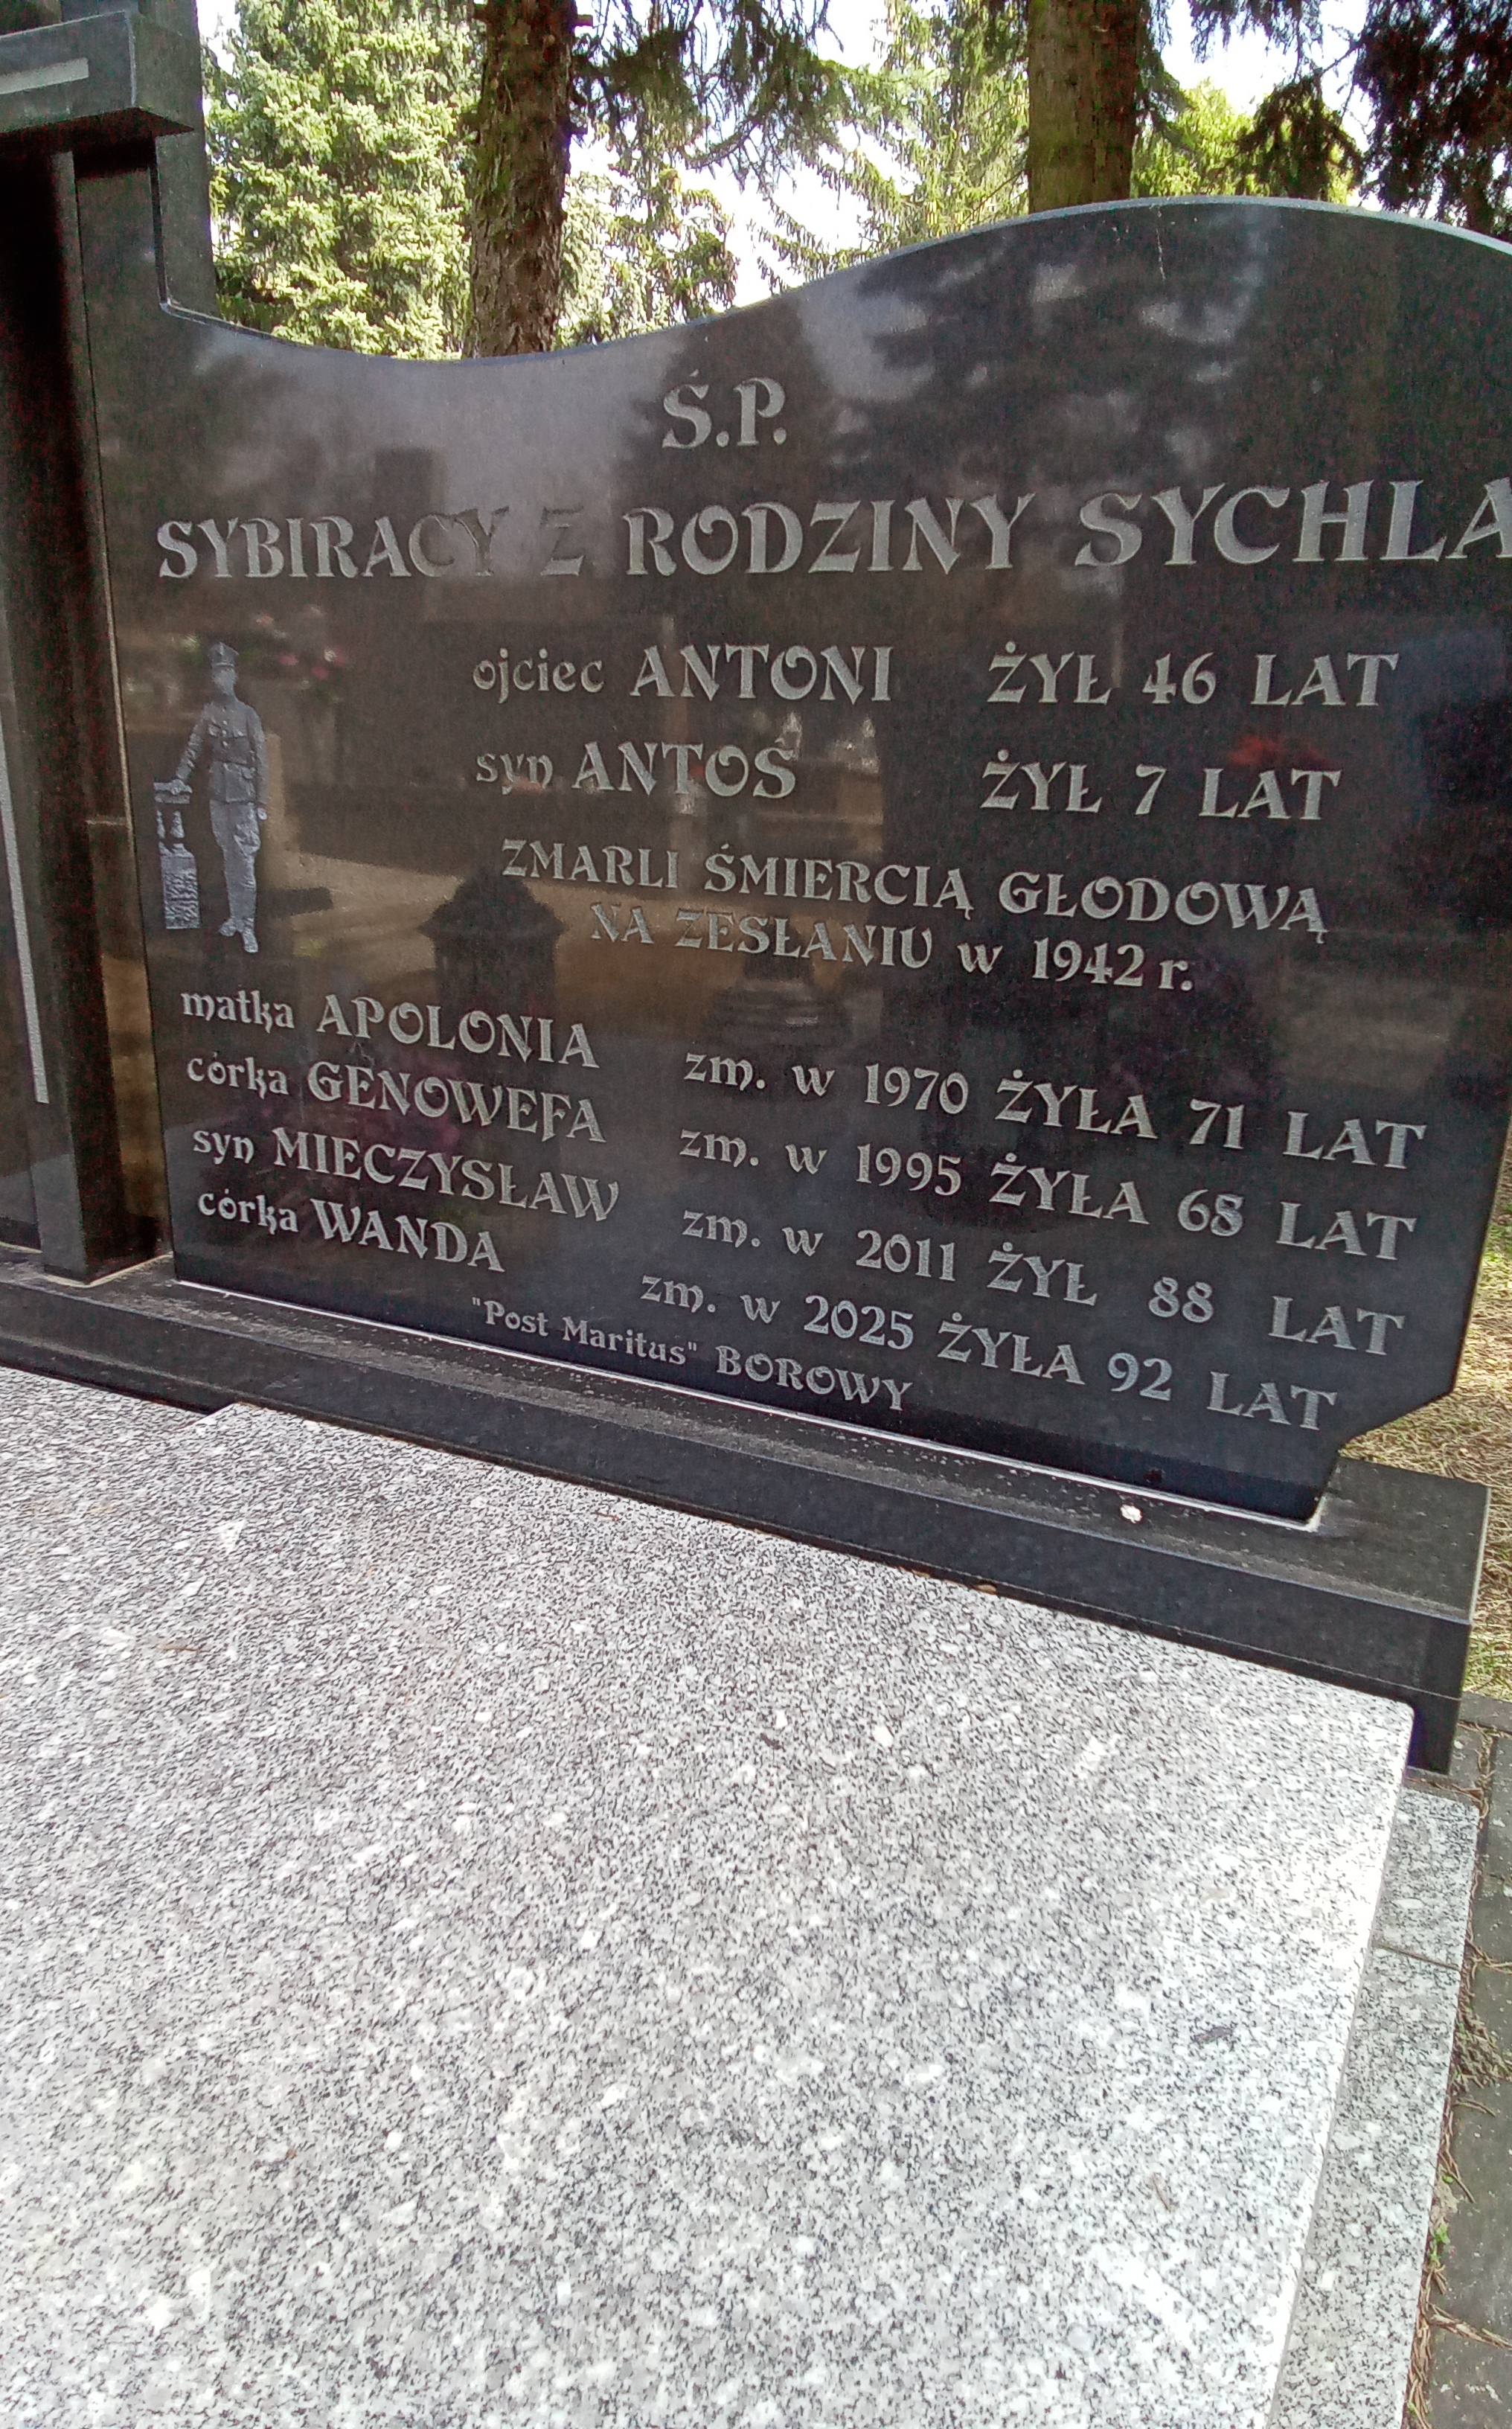 Ś.P.
SYBIRACY Z RODZINY SYCHLA
ojciec ANTONI ŻYŁ 46 LAT
syn ANTOŚ ŻYŁ 7 LAT
ZMARLI ŚMIERCIĄ GŁODOWĄ
NA ZESŁANIU w 1942 r.
matka APOLONIA zm. w 1970 ŻYŁA 71 LAT
córka GENOWEFA zm. w 1995 ŻYŁA 68 LAT
syn MIECZYSŁAW zm. w 2011 ŻYŁ 88 LAT
córka WANDA zm. w 2025 ŻYŁA 92 LAT
"Post Maritus" BOROWY